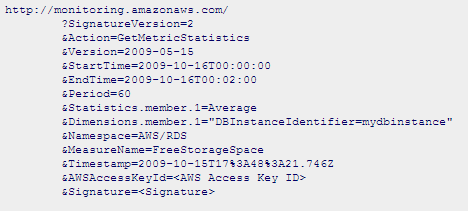 http://monitoring.amazonaws.com/
?SignatureVersion=2
&Action=GetMetricStatistics
&Version=2009-05-15
&StartTime=2009-10-16T00:00:00
&EndTime=2009-10-16T00:02:00
&Period=60
&Statistics.member.1=Average
&Dimensions.member.1="DBInstanceIdentifier=mydbinstance"
&Namespace=AWS/RDS
&MeasureName=FreeStorageSpace
&Timestamp=2009-10-15T17%3A48%3A21.746Z
&AWSAccessKeyId=<AWS Access Key ID>
&Signature=<Signature>